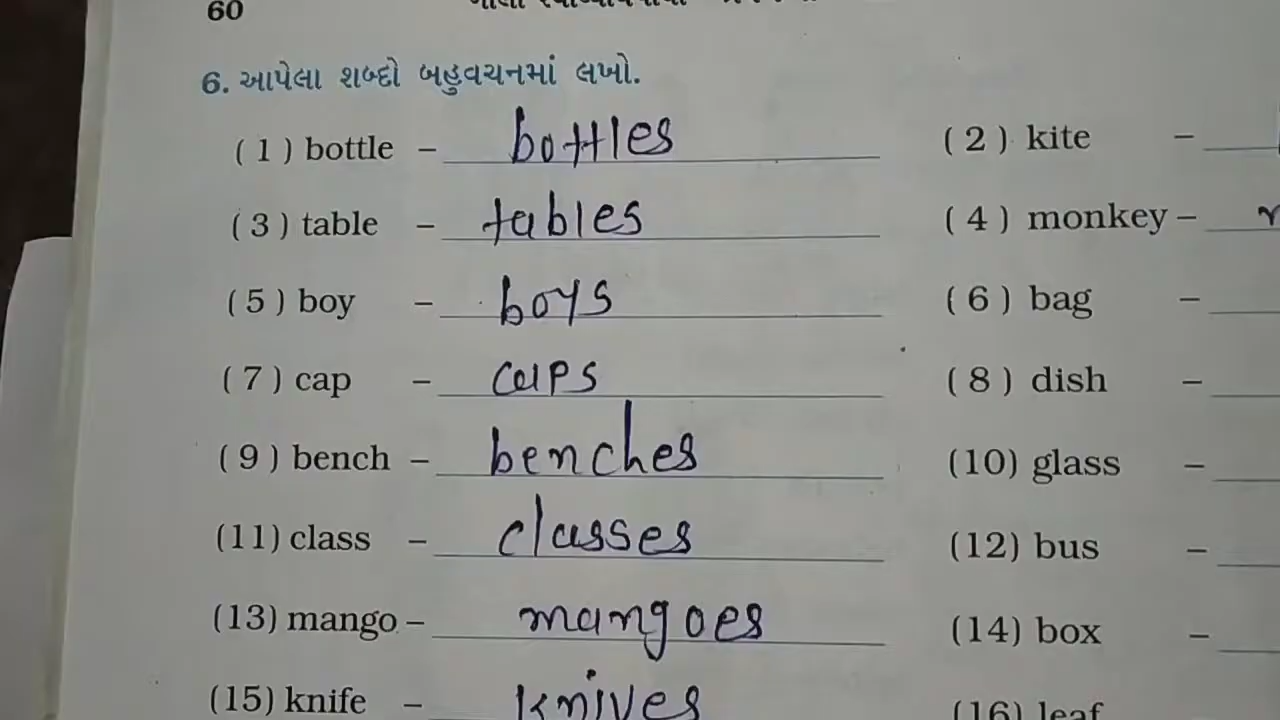 60
6. આપેલા શબ્દો બહુવચનમાં લખો.
(1) bottle – bottles (2) kite –
(3) table – tables (4) monkey –
(5) boy – boys (6) bag –
(7) cap – caps (8) dish –
(9) bench – benches (10) glass –
(11) class – classes (12) bus –
(13) mango – mangoes (14) box –
(15) knife – knives (16) leaf